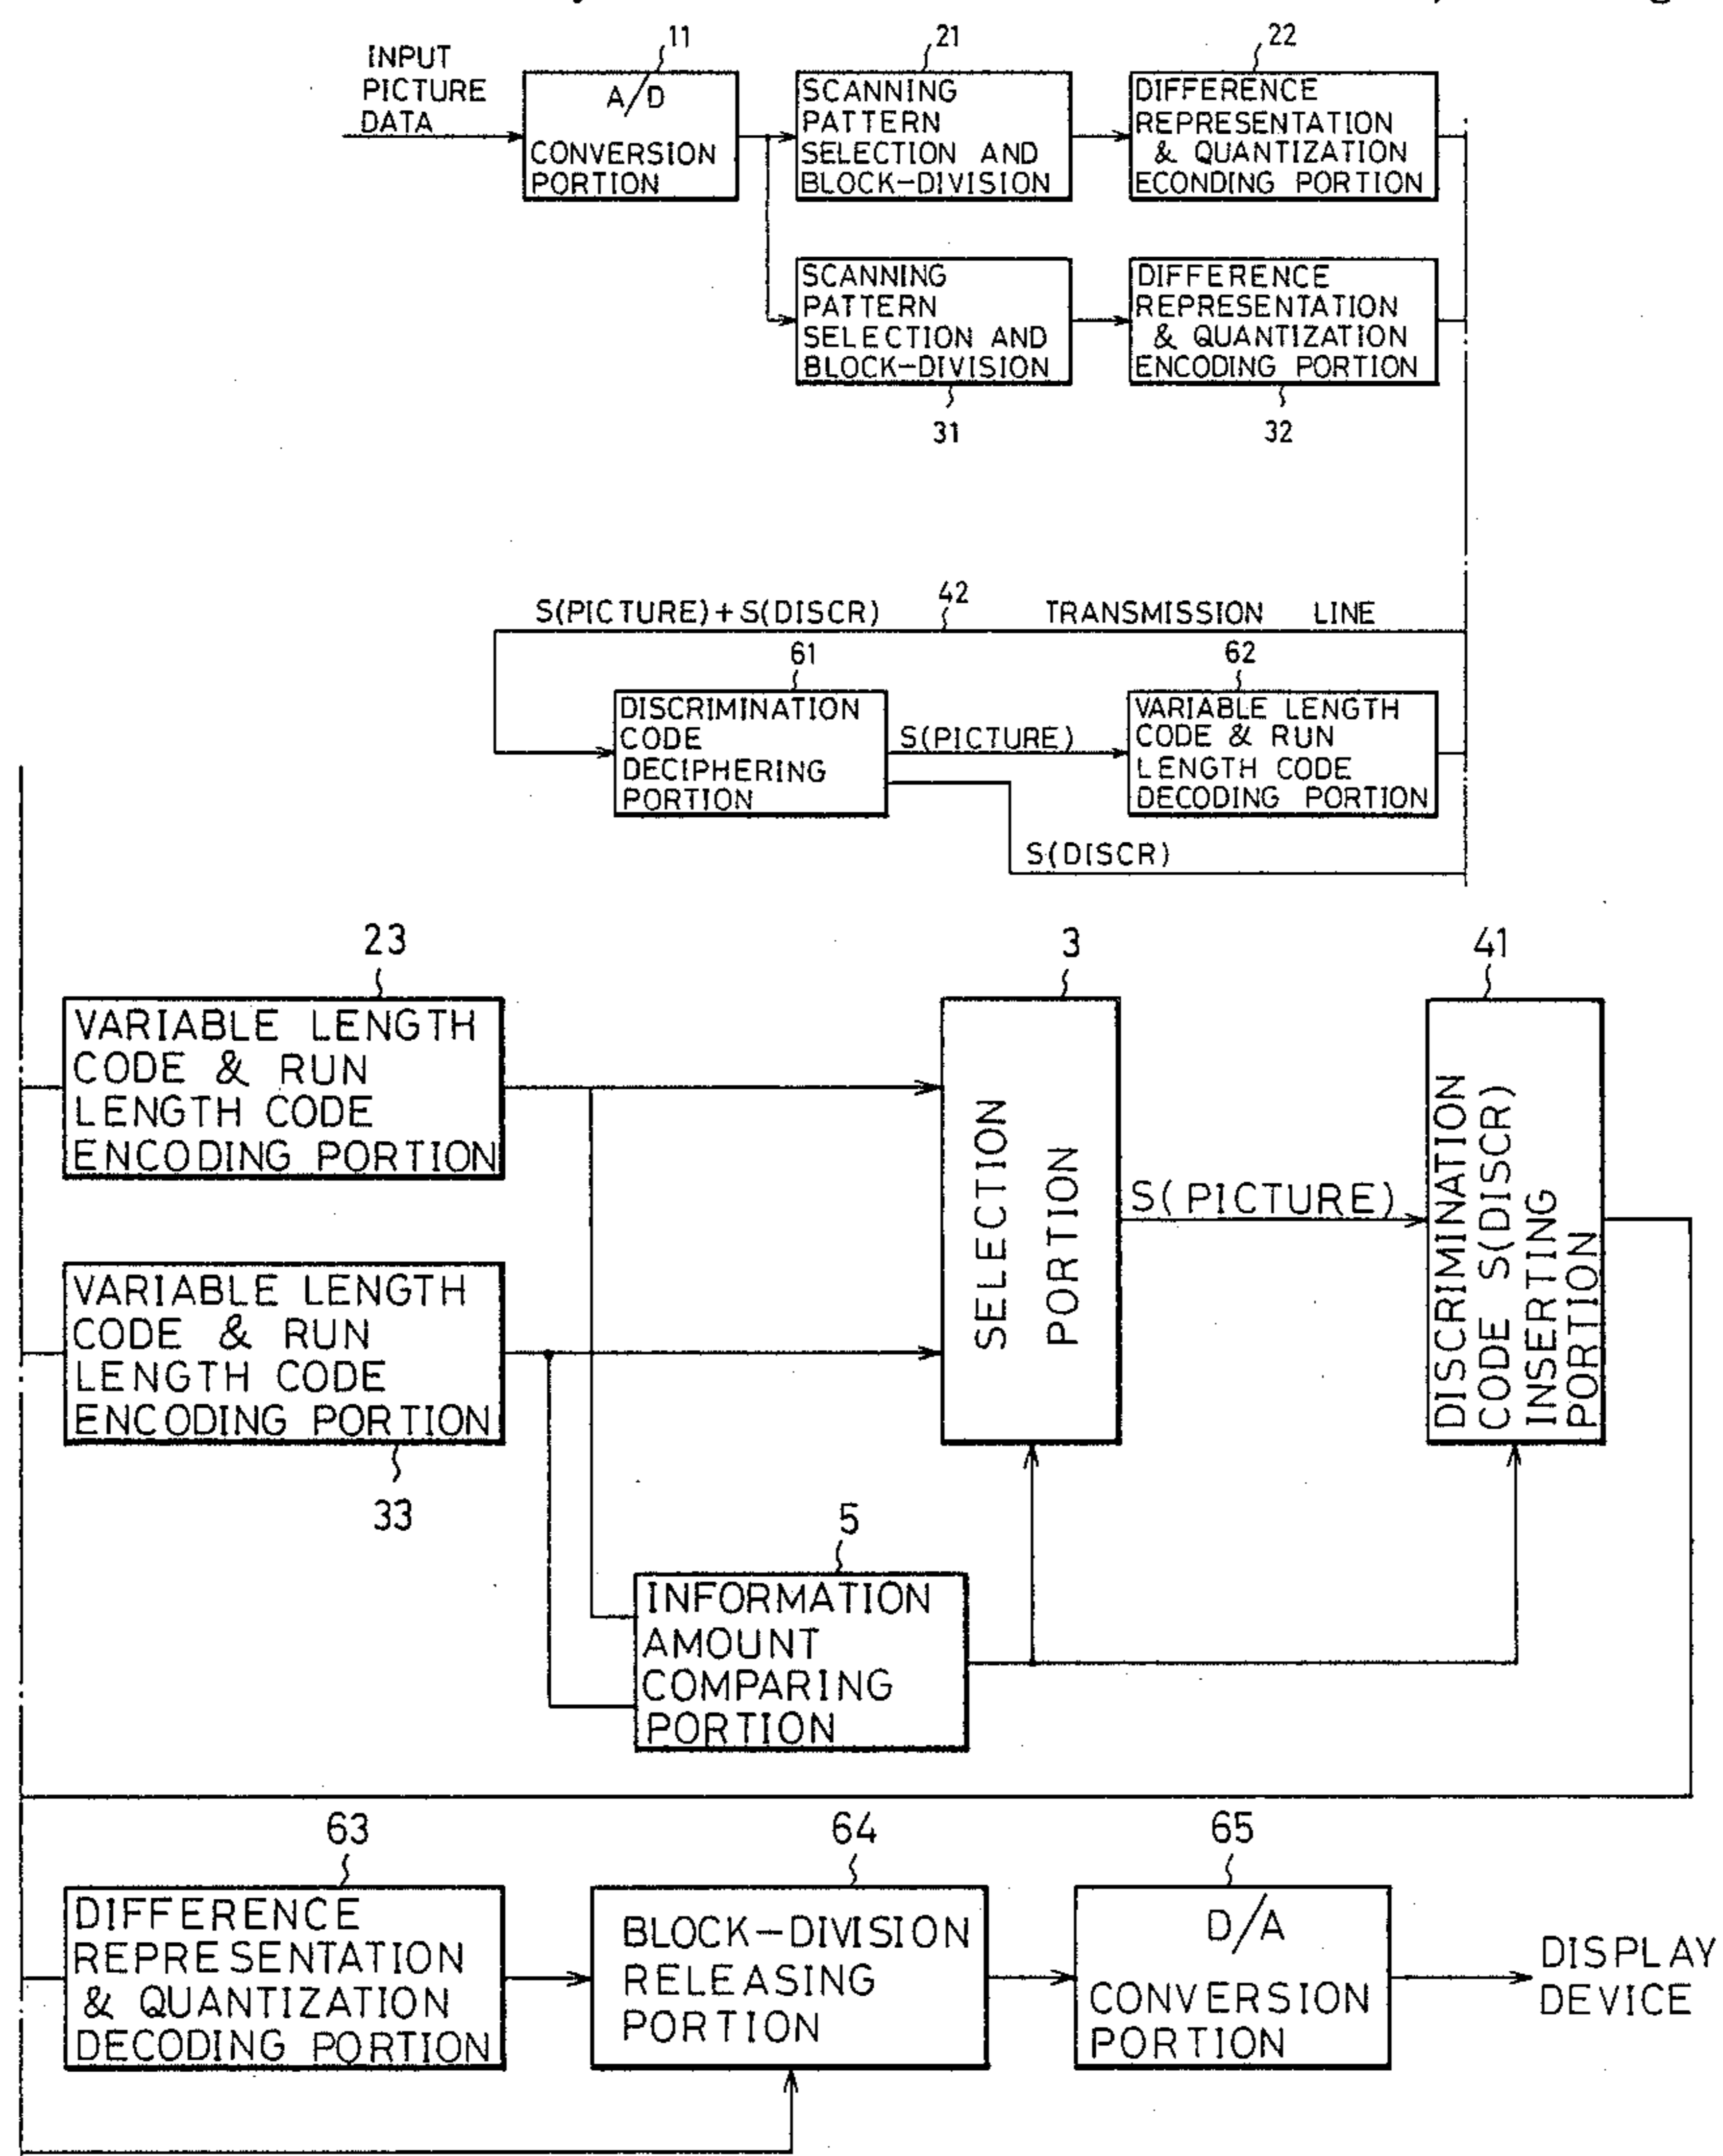 11
21
22
INPUT
PICTURE
DATA
A/D
CONVERSION
PORTION
SCANNING
PATTERN
SELECTION AND
BLOCK-DIVISION
DIFFERENCE
REPRESENTATION
& QUANTIZATION
ECONDING PORTION
SCANNING
PATTERN
SELECTION AND
BLOCK-DIVISION
DIFFERENCE
REPRESENTATION
& QUANTIZATION
ENCODING PORTION
31
32
S(PICTURE)+S(DISCR)
42
TRANSMISSION LINE
61
62
DISCRIMINATION
CODE
DECIPHERING
PORTION
S(PICTURE)
VARIABLE LENGTH
CODE & RUN
LENGTH CODE
DECODING PORTION
S(DISCR)
23
3
41
VARIABLE LENGTH
CODE & RUN
LENGTH CODE
ENCODING PORTION
SELECTION
PORTION
S(PICTURE)
DISCRIMINATION
CODE S(DISCR)
INSERTING
PORTION
VARIABLE LENGTH
CODE & RUN
LENGTH CODE
ENCODING PORTION
33
5
INFORMATION
AMOUNT
COMPARING
PORTION
63
64
65
DIFFERENCE
REPRESENTATION
& QUANTIZATION
DECODING PORTION
BLOCK-DIVISION
RELEASING
PORTION
D/A
CONVERSION
PORTION
DISPLAY
DEVICE